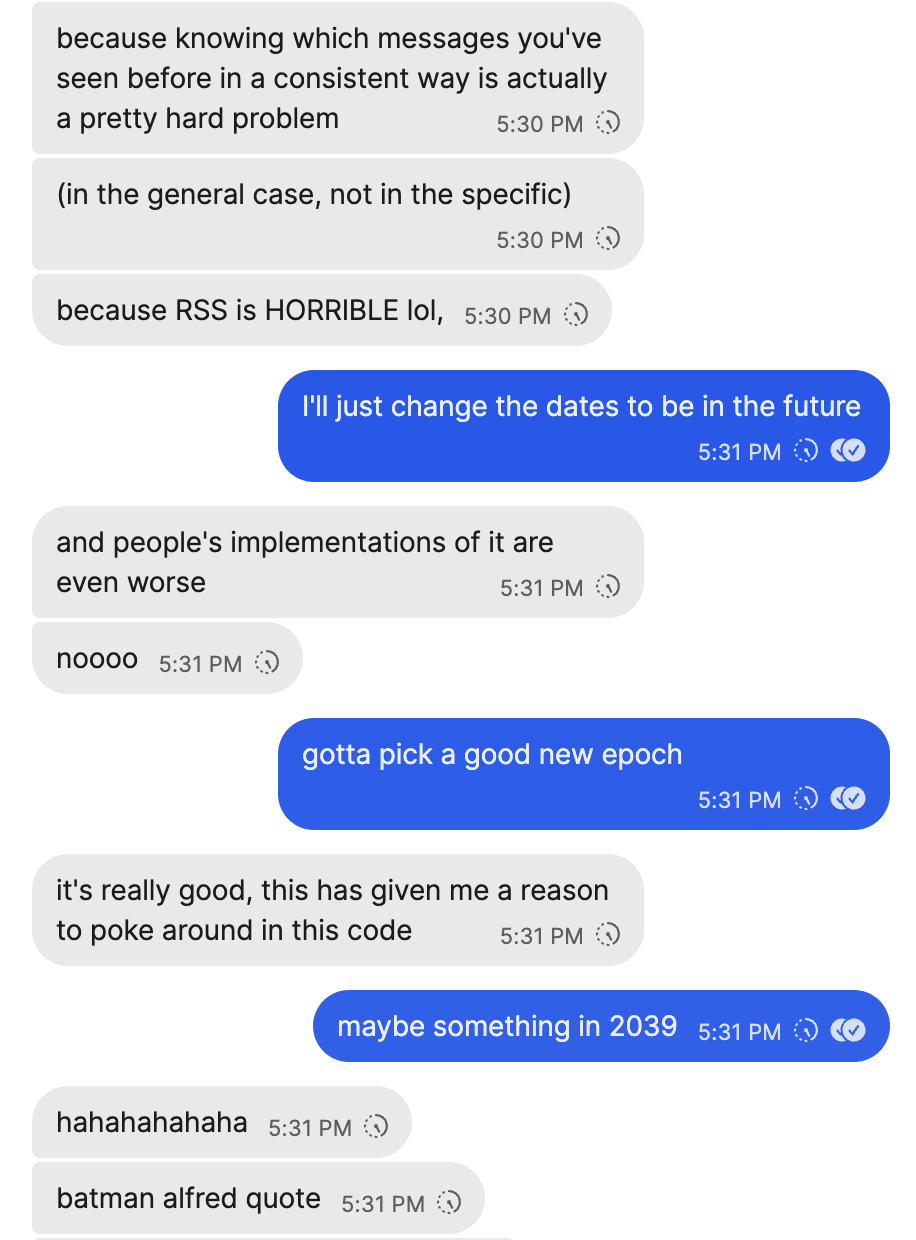 because knowing which messages you've
seen before in a consistent way is actually
a pretty hard problem 5:30 PM
(in the general case, not in the specific)
5:30 PM
because RSS is HORRIBLE lol, 5:30 PM
I'll just change the dates to be in the future
5:31 PM
and people's implementations of it are
even worse 5:31 PM
noooo 5:31 PM
gotta pick a good new epoch
5:31 PM
it's really good, this has given me a reason
to poke around in this code 5:31 PM
maybe something in 2039 5:31 PM
hahahahahaha 5:31 PM
batman alfred quote 5:31 PM